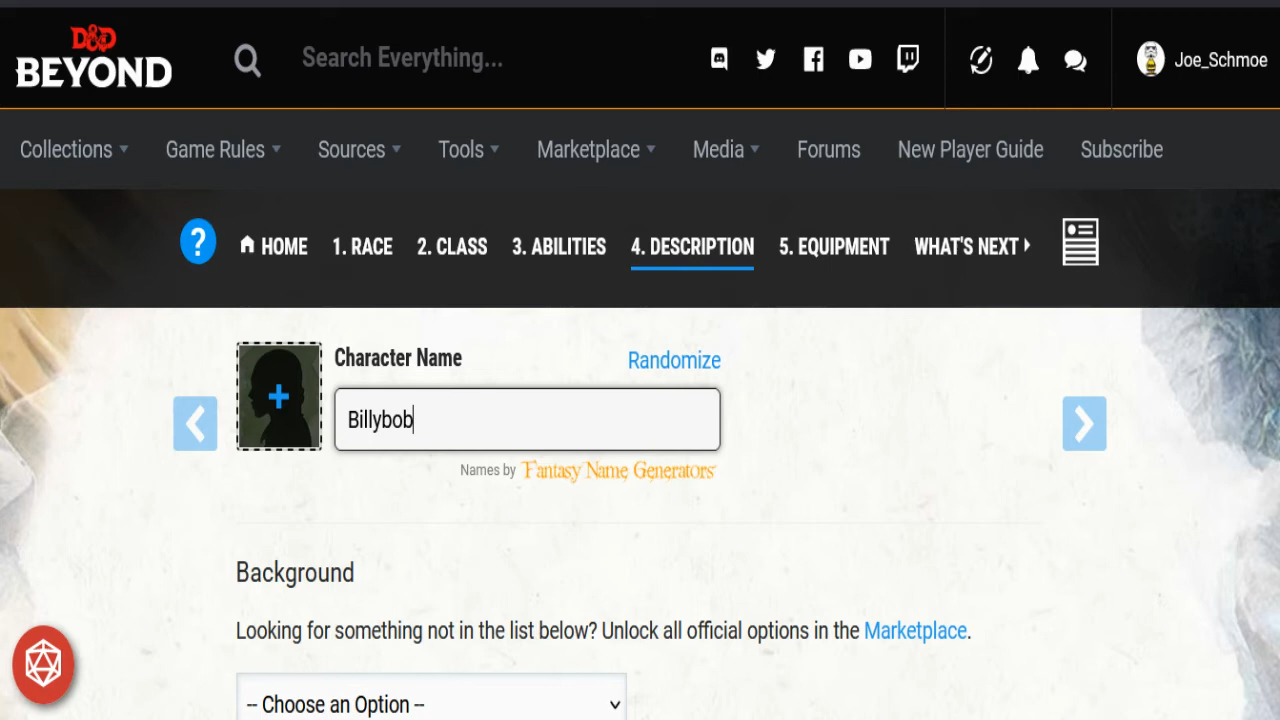 D&D
BEYOND
Search Everything...
Joe_Schmoe
Collections
Game Rules
Sources
Tools
Marketplace
Media
Forums
New Player Guide
Subscribe
?
HOME
1. RACE
2. CLASS
3. ABILITIES
4. DESCRIPTION
5. EQUIPMENT
WHAT'S NEXT
Character Name
Randomize
Billybob
Names by Fantasy Name Generators
Background
Looking for something not in the list below? Unlock all official options in the Marketplace.
-- Choose an Option --